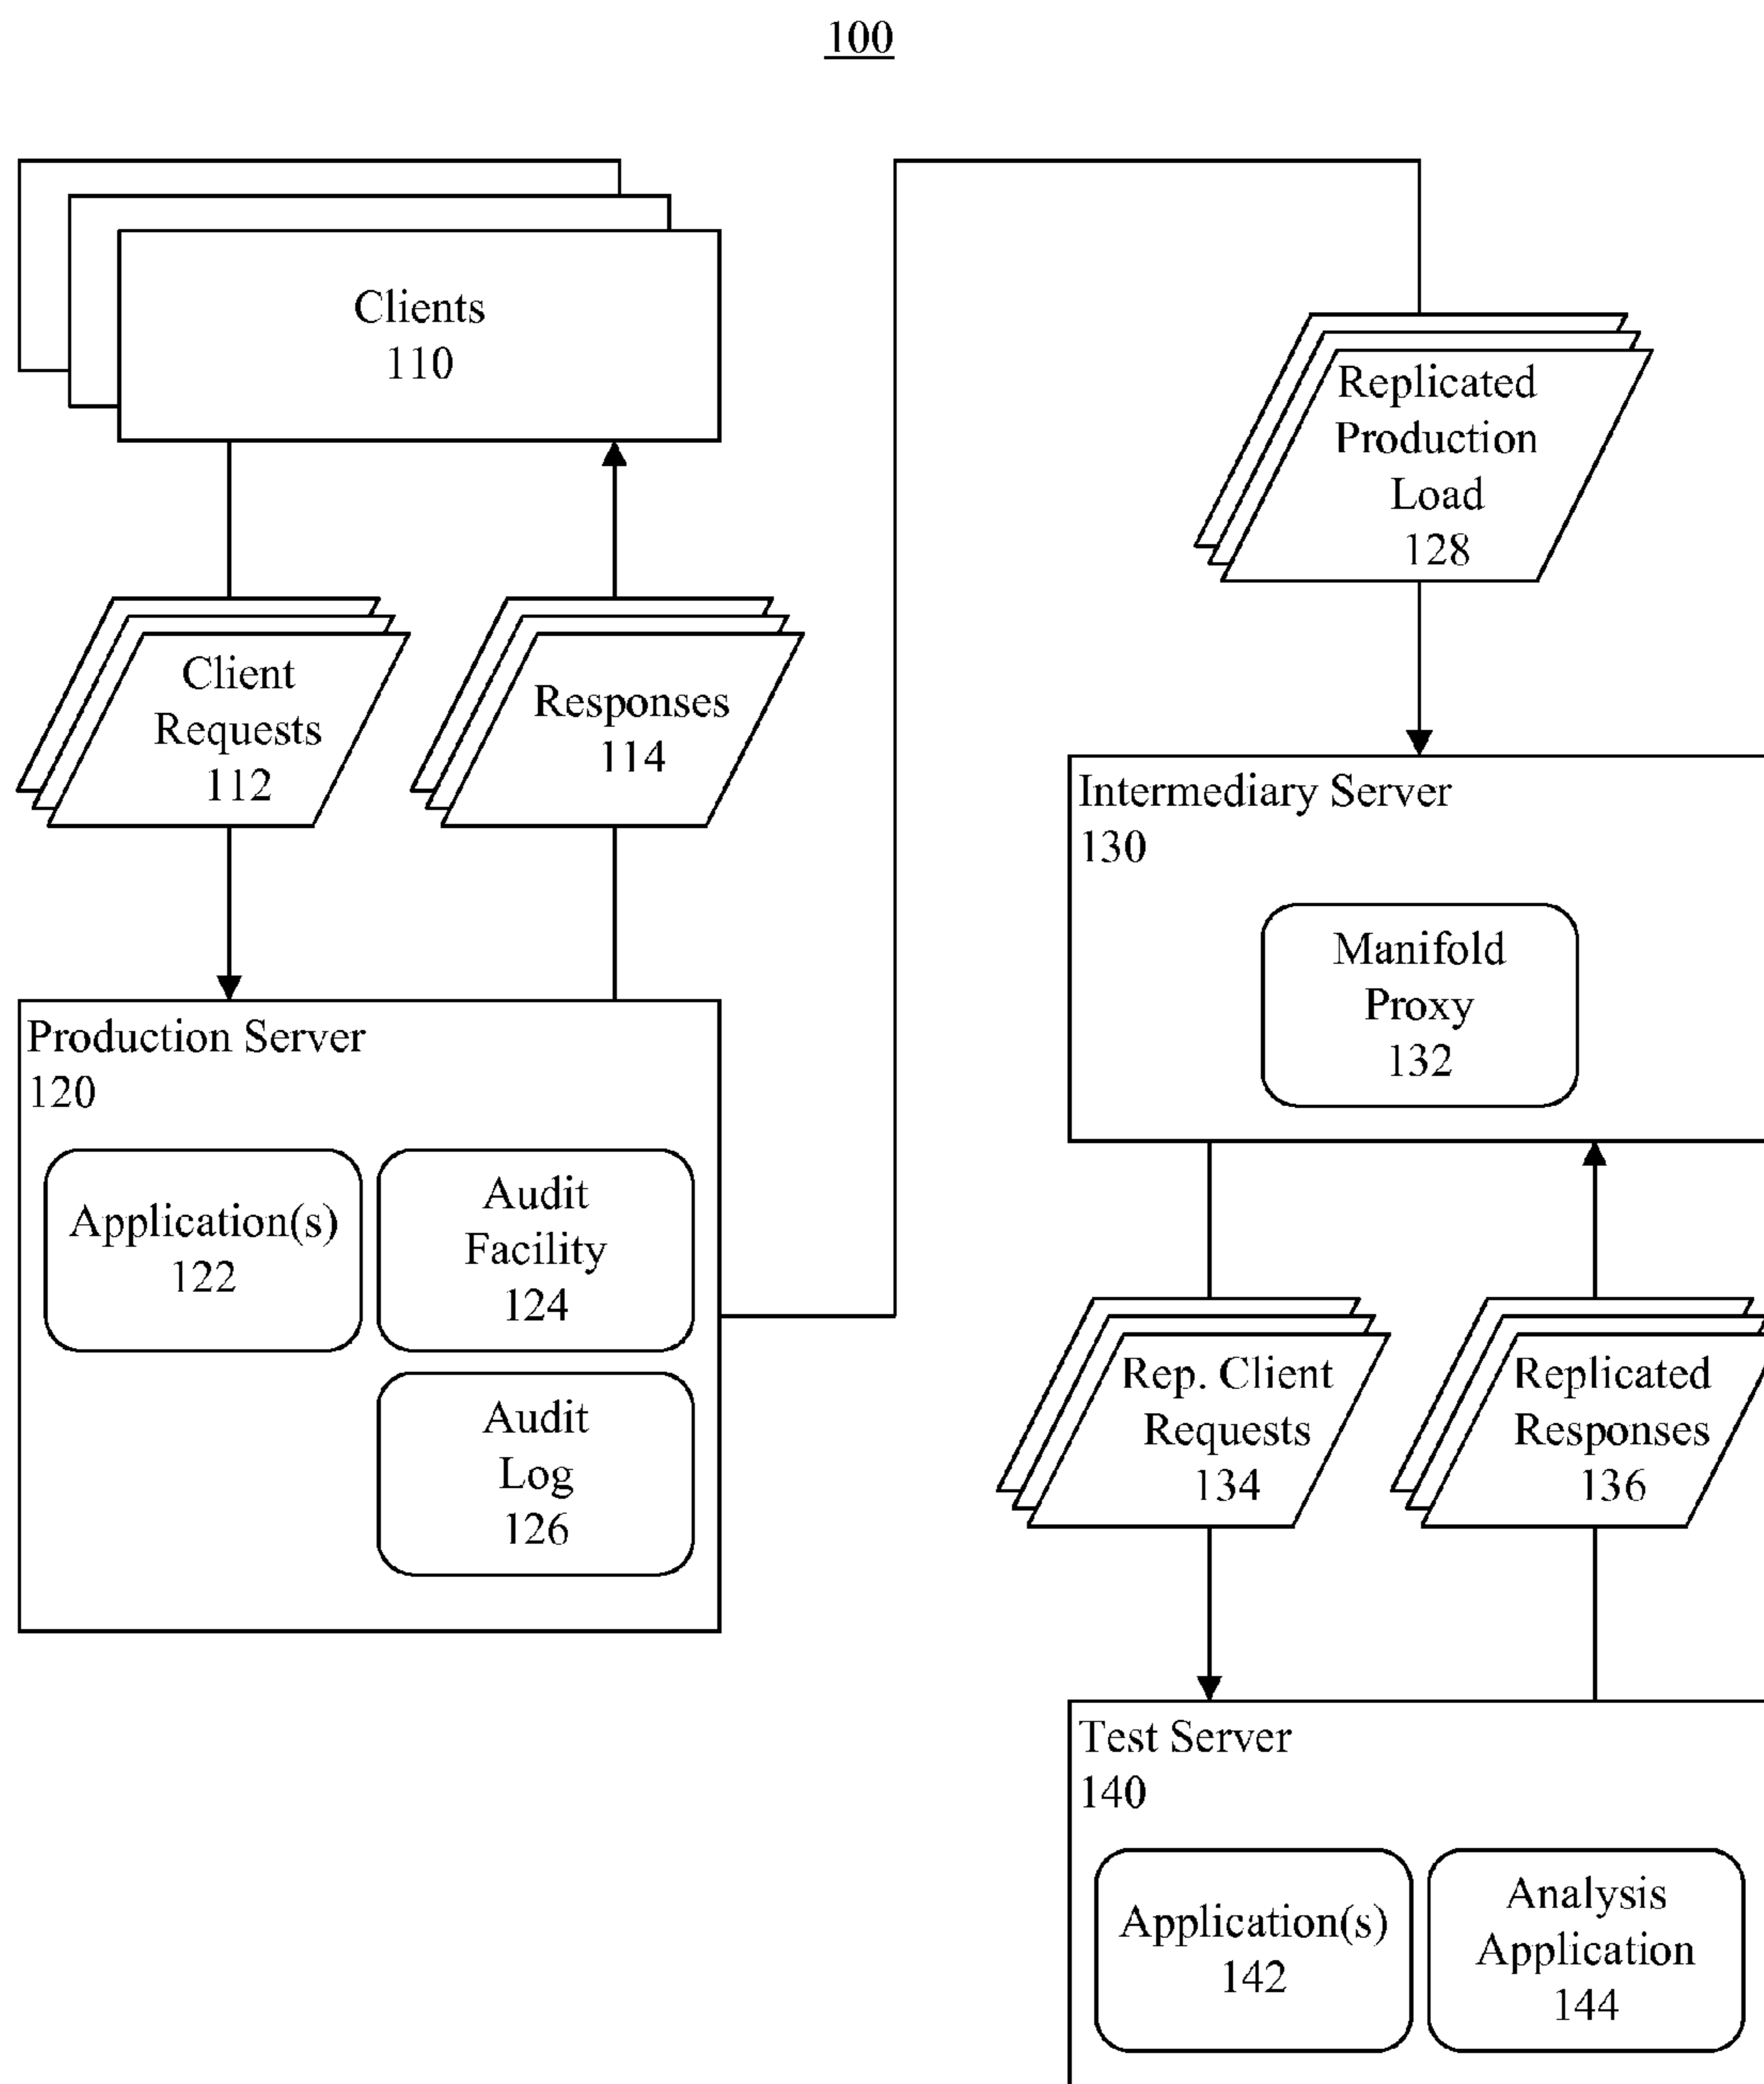 100
Clients
110
Client
Requests
112
Responses
114
Production Server
120
Application(s)
122
Audit
Facility
124
Audit
Log
126
Replicated
Production
Load
128
Intermediary Server
130
Manifold
Proxy
132
Rep. Client
Requests
134
Replicated
Responses
136
Test Server
140
Application(s)
142
Analysis
Application
144